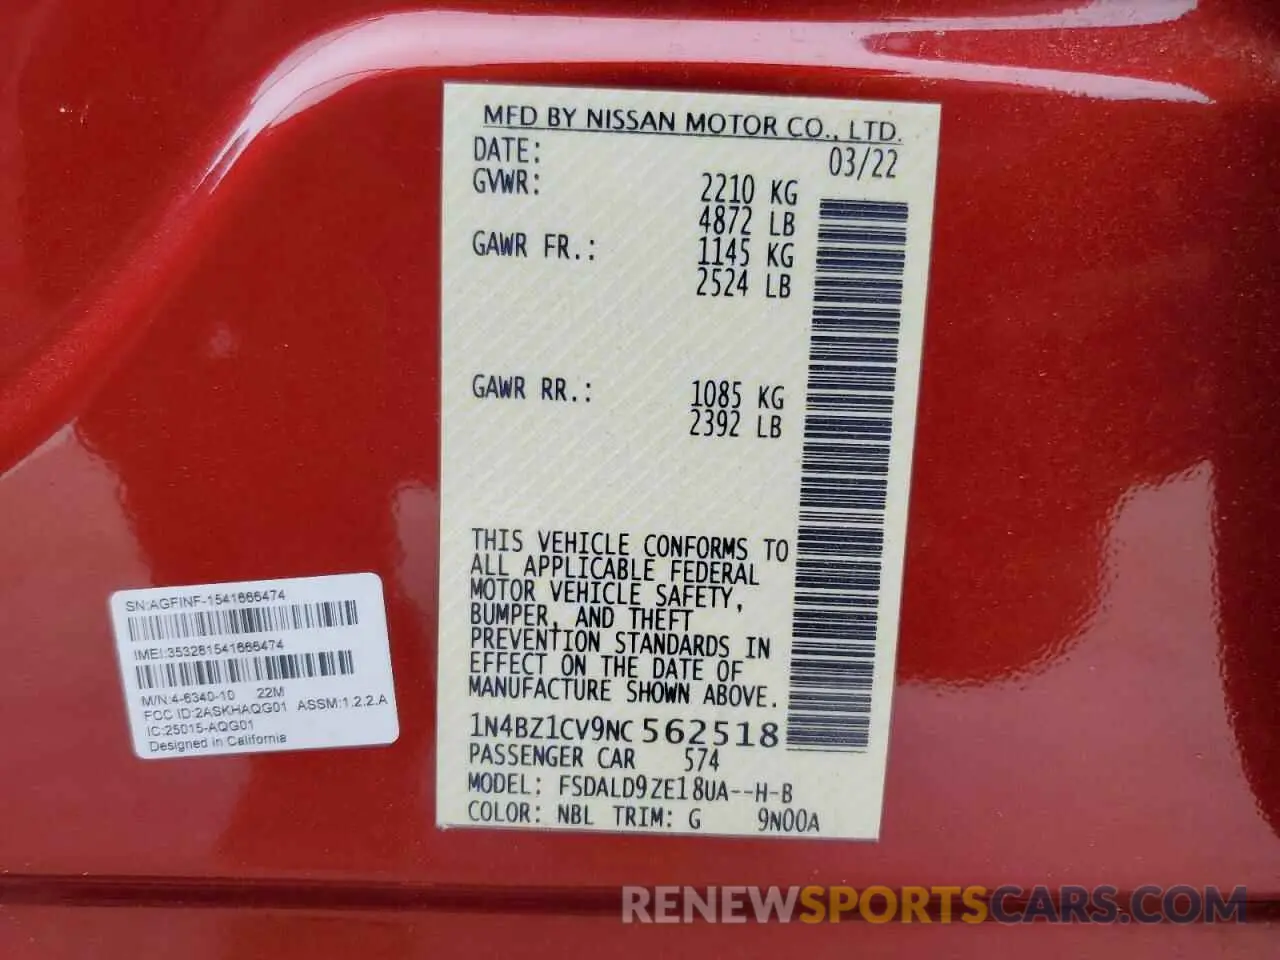 MFD BY NISSAN MOTOR CO., LTD.
DATE: 03/22
GVWR: 2210 KG
4872 LB
GAWR FR.: 1145 KG
2524 LB
GAWR RR.: 1085 KG
2392 LB
THIS VEHICLE CONFORMS TO
ALL APPLICABLE FEDERAL
MOTOR VEHICLE SAFETY,
BUMPER, AND THEFT
PREVENTION STANDARDS IN
EFFECT ON THE DATE OF
MANUFACTURE SHOWN ABOVE.
1N4BZ1CV9NC562518
PASSENGER CAR 574
MODEL: FSDALD9ZE18UA--H-B
COLOR: NBL TRIM: G 9N00A
SN:AGFINF-1541666474
IMEI:353281541666474
M/N:4-6340-10 22M
FCC ID:2ASKHAQG01 ASSM:1.2.2.A
IC:25015-AQG01
Designed in California
RENEWSPORTSCARS.COM